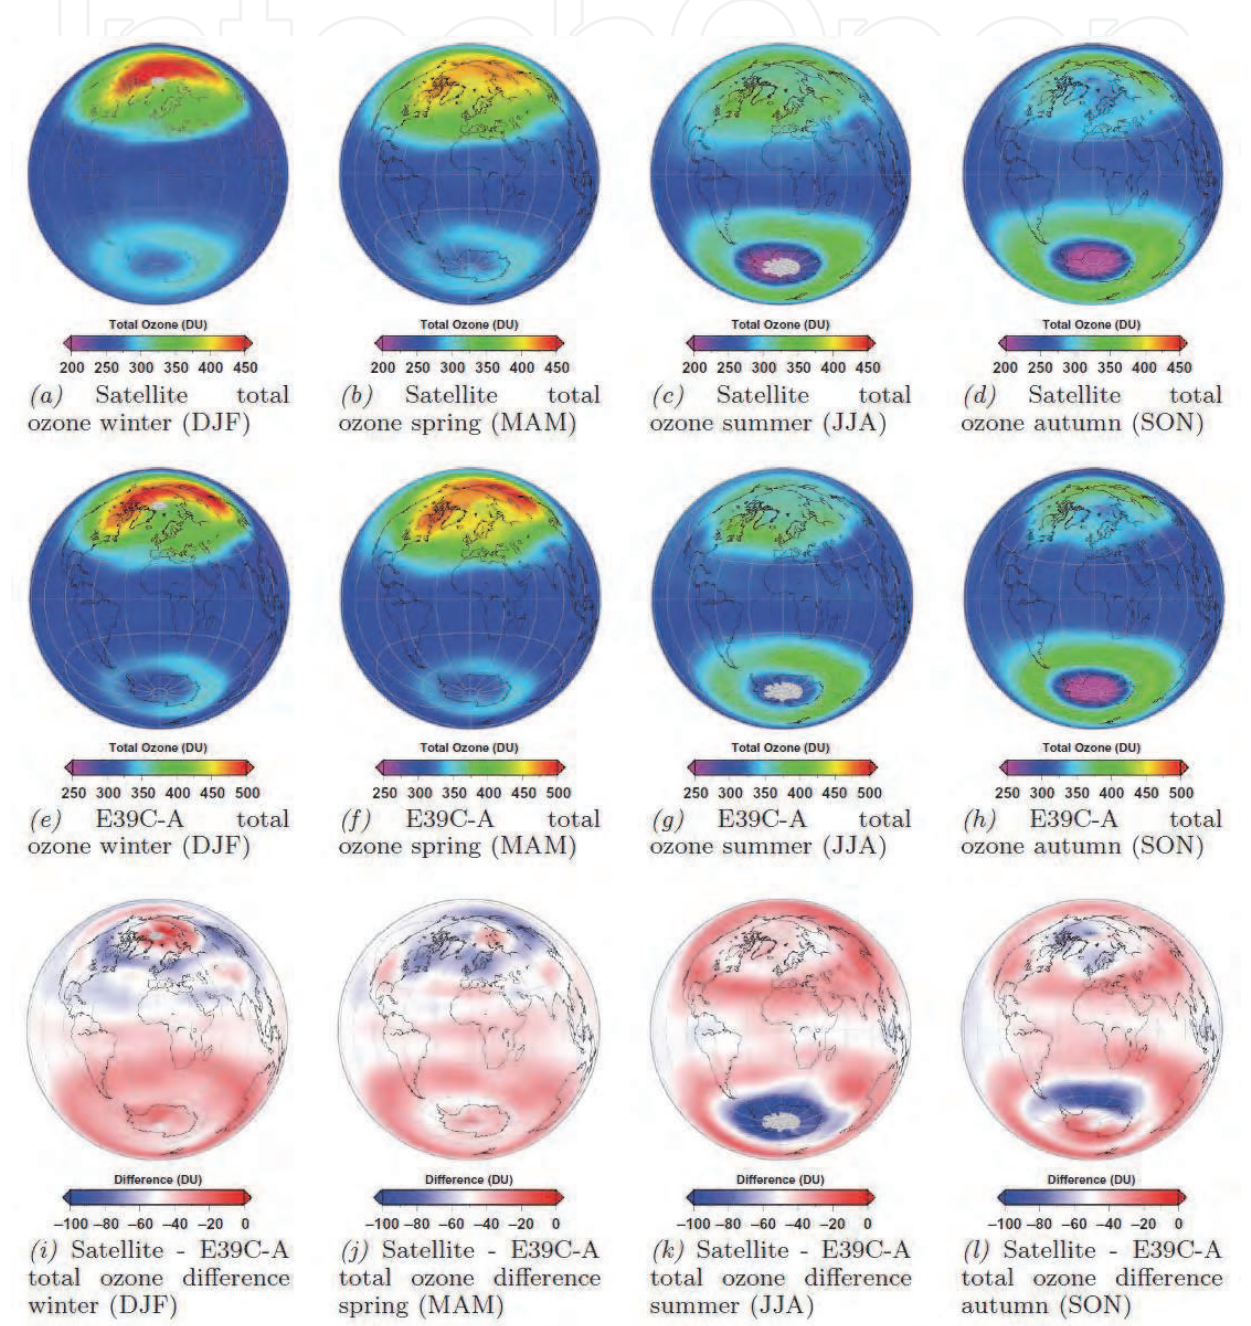 Total Ozone (DU) Total Ozone (DU) Total Ozone (DU) Total Ozone (DU)
200 250 300 350 400 450 200 250 300 350 400 450 200 250 300 350 400 450 200 250 300 350 400 450
(a) Satellite total
ozone winter (DJF)
(b) Satellite total
ozone spring (MAM)
(c) Satellite total
ozone summer (JJA)
(d) Satellite total
ozone autumn (SON)
Total Ozone (DU) Total Ozone (DU) Total Ozone (DU) Total Ozone (DU)
250 300 350 400 450 500 250 300 350 400 450 500 250 300 350 400 450 500 250 300 350 400 450 500
(e) E39C-A total
ozone winter (DJF)
(f) E39C-A total
ozone spring (MAM)
(g) E39C-A total
ozone summer (JJA)
(h) E39C-A total
ozone autumn (SON)
Difference (DU) Difference (DU) Difference (DU) Difference (DU)
−100 −80 −60 −40 −20 0 −100 −80 −60 −40 −20 0 −100 −80 −60 −40 −20 0 −100 −80 −60 −40 −20 0
(i) Satellite - E39C-A
total ozone difference
winter (DJF)
(j) Satellite - E39C-A
total ozone difference
spring (MAM)
(k) Satellite - E39C-A
total ozone difference
summer (JJA)
(l) Satellite - E39C-A
total ozone difference
autumn (SON)